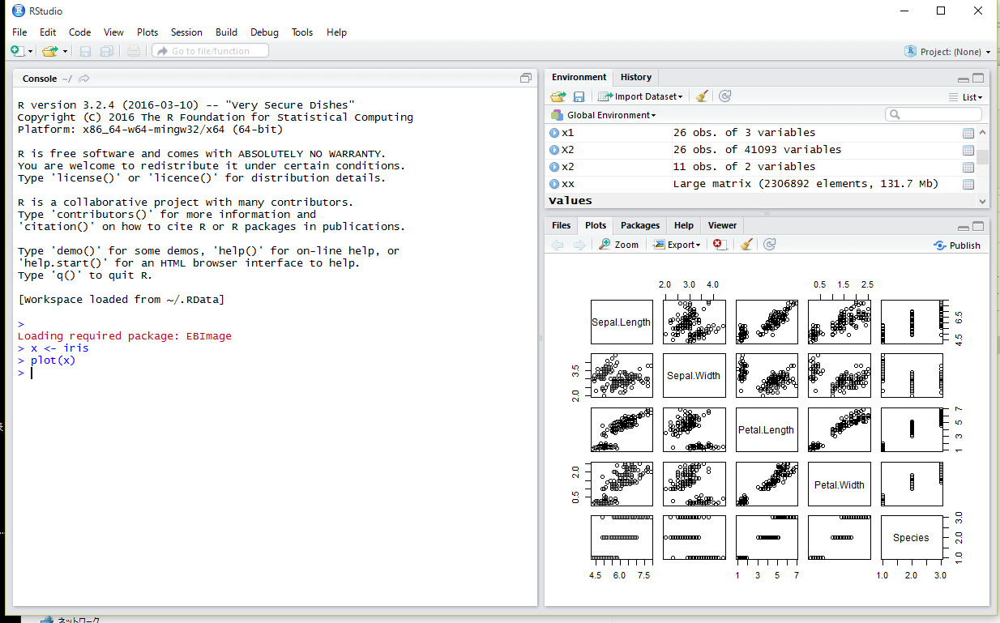 RStudio
File Edit Code View Plots Session Build Debug Tools Help
Go to file/function
Project: (None)
Console ~/
R version 3.2.4 (2016-03-10) -- "Very Secure Dishes"
Copyright (C) 2016 The R Foundation for Statistical Computing
Platform: x86_64-w64-mingw32/x64 (64-bit)
R is free software and comes with ABSOLUTELY NO WARRANTY.
You are welcome to redistribute it under certain conditions.
Type 'license()' or 'licence()' for distribution details.
R is a collaborative project with many contributors.
Type 'contributors()' for more information and
'citation()' on how to cite R or R packages in publications.
Type 'demo()' for some demos, 'help()' for on-line help, or
'help.start()' for an HTML browser interface to help.
Type 'q()' to quit R.
[Workspace loaded from ~/.RData]
>
Loading required package: EBImage
> x <- iris
> plot(x)
>
Environment History
Import Dataset
List
Global Environment
x1 26 obs. of 3 variables
X2 26 obs. of 41093 variables
x2 11 obs. of 2 variables
xx Large matrix (2306892 elements, 131.7 Mb)
Values
Files Plots Packages Help Viewer
Zoom Export Publish
2.0 3.0 4.0 0.5 1.5 2.5
Sepal.Length
4.5 6.5
2.0 3.5
Sepal.Width
Petal.Length
1 3 5 7
0.5 2.0
Petal.Width
Species
1.0 2.0 3.0
4.5 6.0 7.5 1 3 5 7 1.0 2.0 3.0
ネットワーク